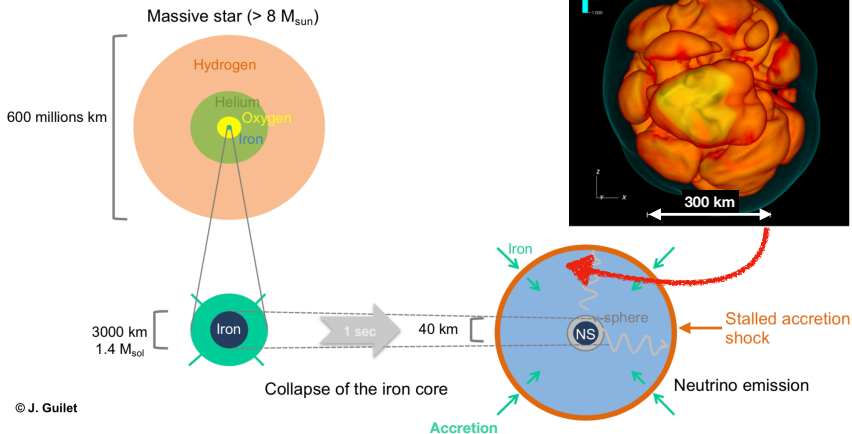 Massive star (> 8 Msun)
Hydrogen
Helium
Oxygen
Iron
600 millions km
1.000
Z
Y
X
300 km
Iron
3000 km
1.4 Msol
Iron
1 sec
40 km
ν-sphere
NS
Stalled accretion
shock
Collapse of the iron core
Neutrino emission
© J. Guilet
Accretion